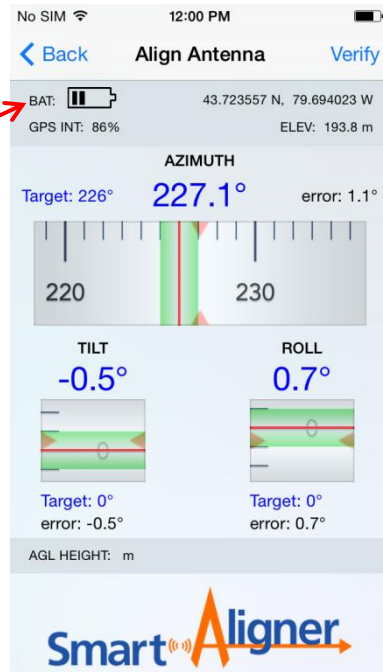 No SIM 12:00 PM
Back Align Antenna Verify
BAT: 43.723557 N, 79.694023 W
GPS INT: 86% ELEV: 193.8 m
AZIMUTH
Target: 226° 227.1° error: 1.1°
220 230
TILT ROLL
-0.5° 0.7°
0 0
Target: 0° Target: 0°
error: -0.5° error: 0.7°
AGL HEIGHT: m
Smart Aligner